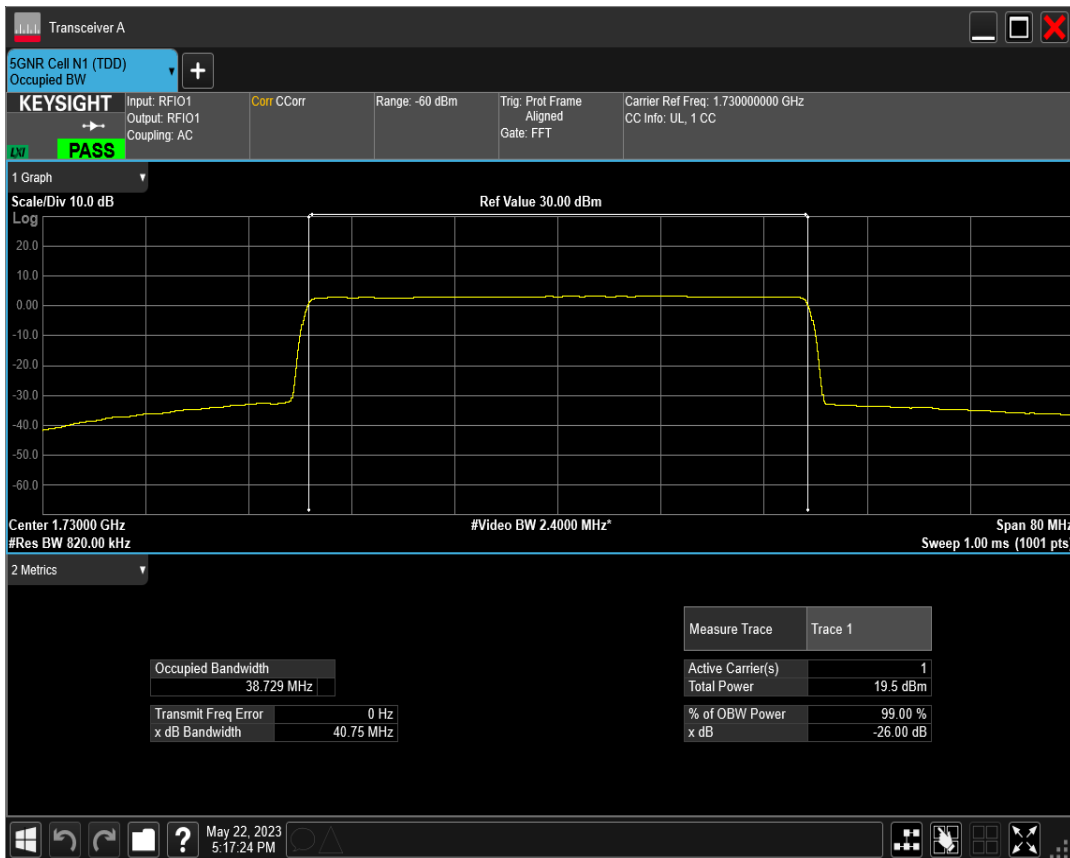 Transceiver A
5GNR Cell N1 (TDD)
Occupied BW
+
KEYSIGHT
LXI
PASS
Input: RFIO1
Output: RFIO1
Coupling: AC
Corr CCorr
Range: -60 dBm
Trig: Prot Frame
Aligned
Gate: FFT
Carrier Ref Freq: 1.730000000 GHz
CC Info: UL, 1 CC
1 Graph
Scale/Div 10.0 dB
Ref Value 30.00 dBm
Log
20.0
10.0
0.00
-10.0
-20.0
-30.0
-40.0
-50.0
-60.0
Center 1.73000 GHz
#Video BW 2.4000 MHz*
Span 80 MHz
#Res BW 820.00 kHz
Sweep 1.00 ms (1001 pts)
2 Metrics
Measure Trace Trace 1
Occupied Bandwidth
38.729 MHz
Active Carrier(s) 1
Total Power 19.5 dBm
Transmit Freq Error 0 Hz
x dB Bandwidth 40.75 MHz
% of OBW Power 99.00 %
x dB -26.00 dB
?
May 22, 2023
5:17:24 PM